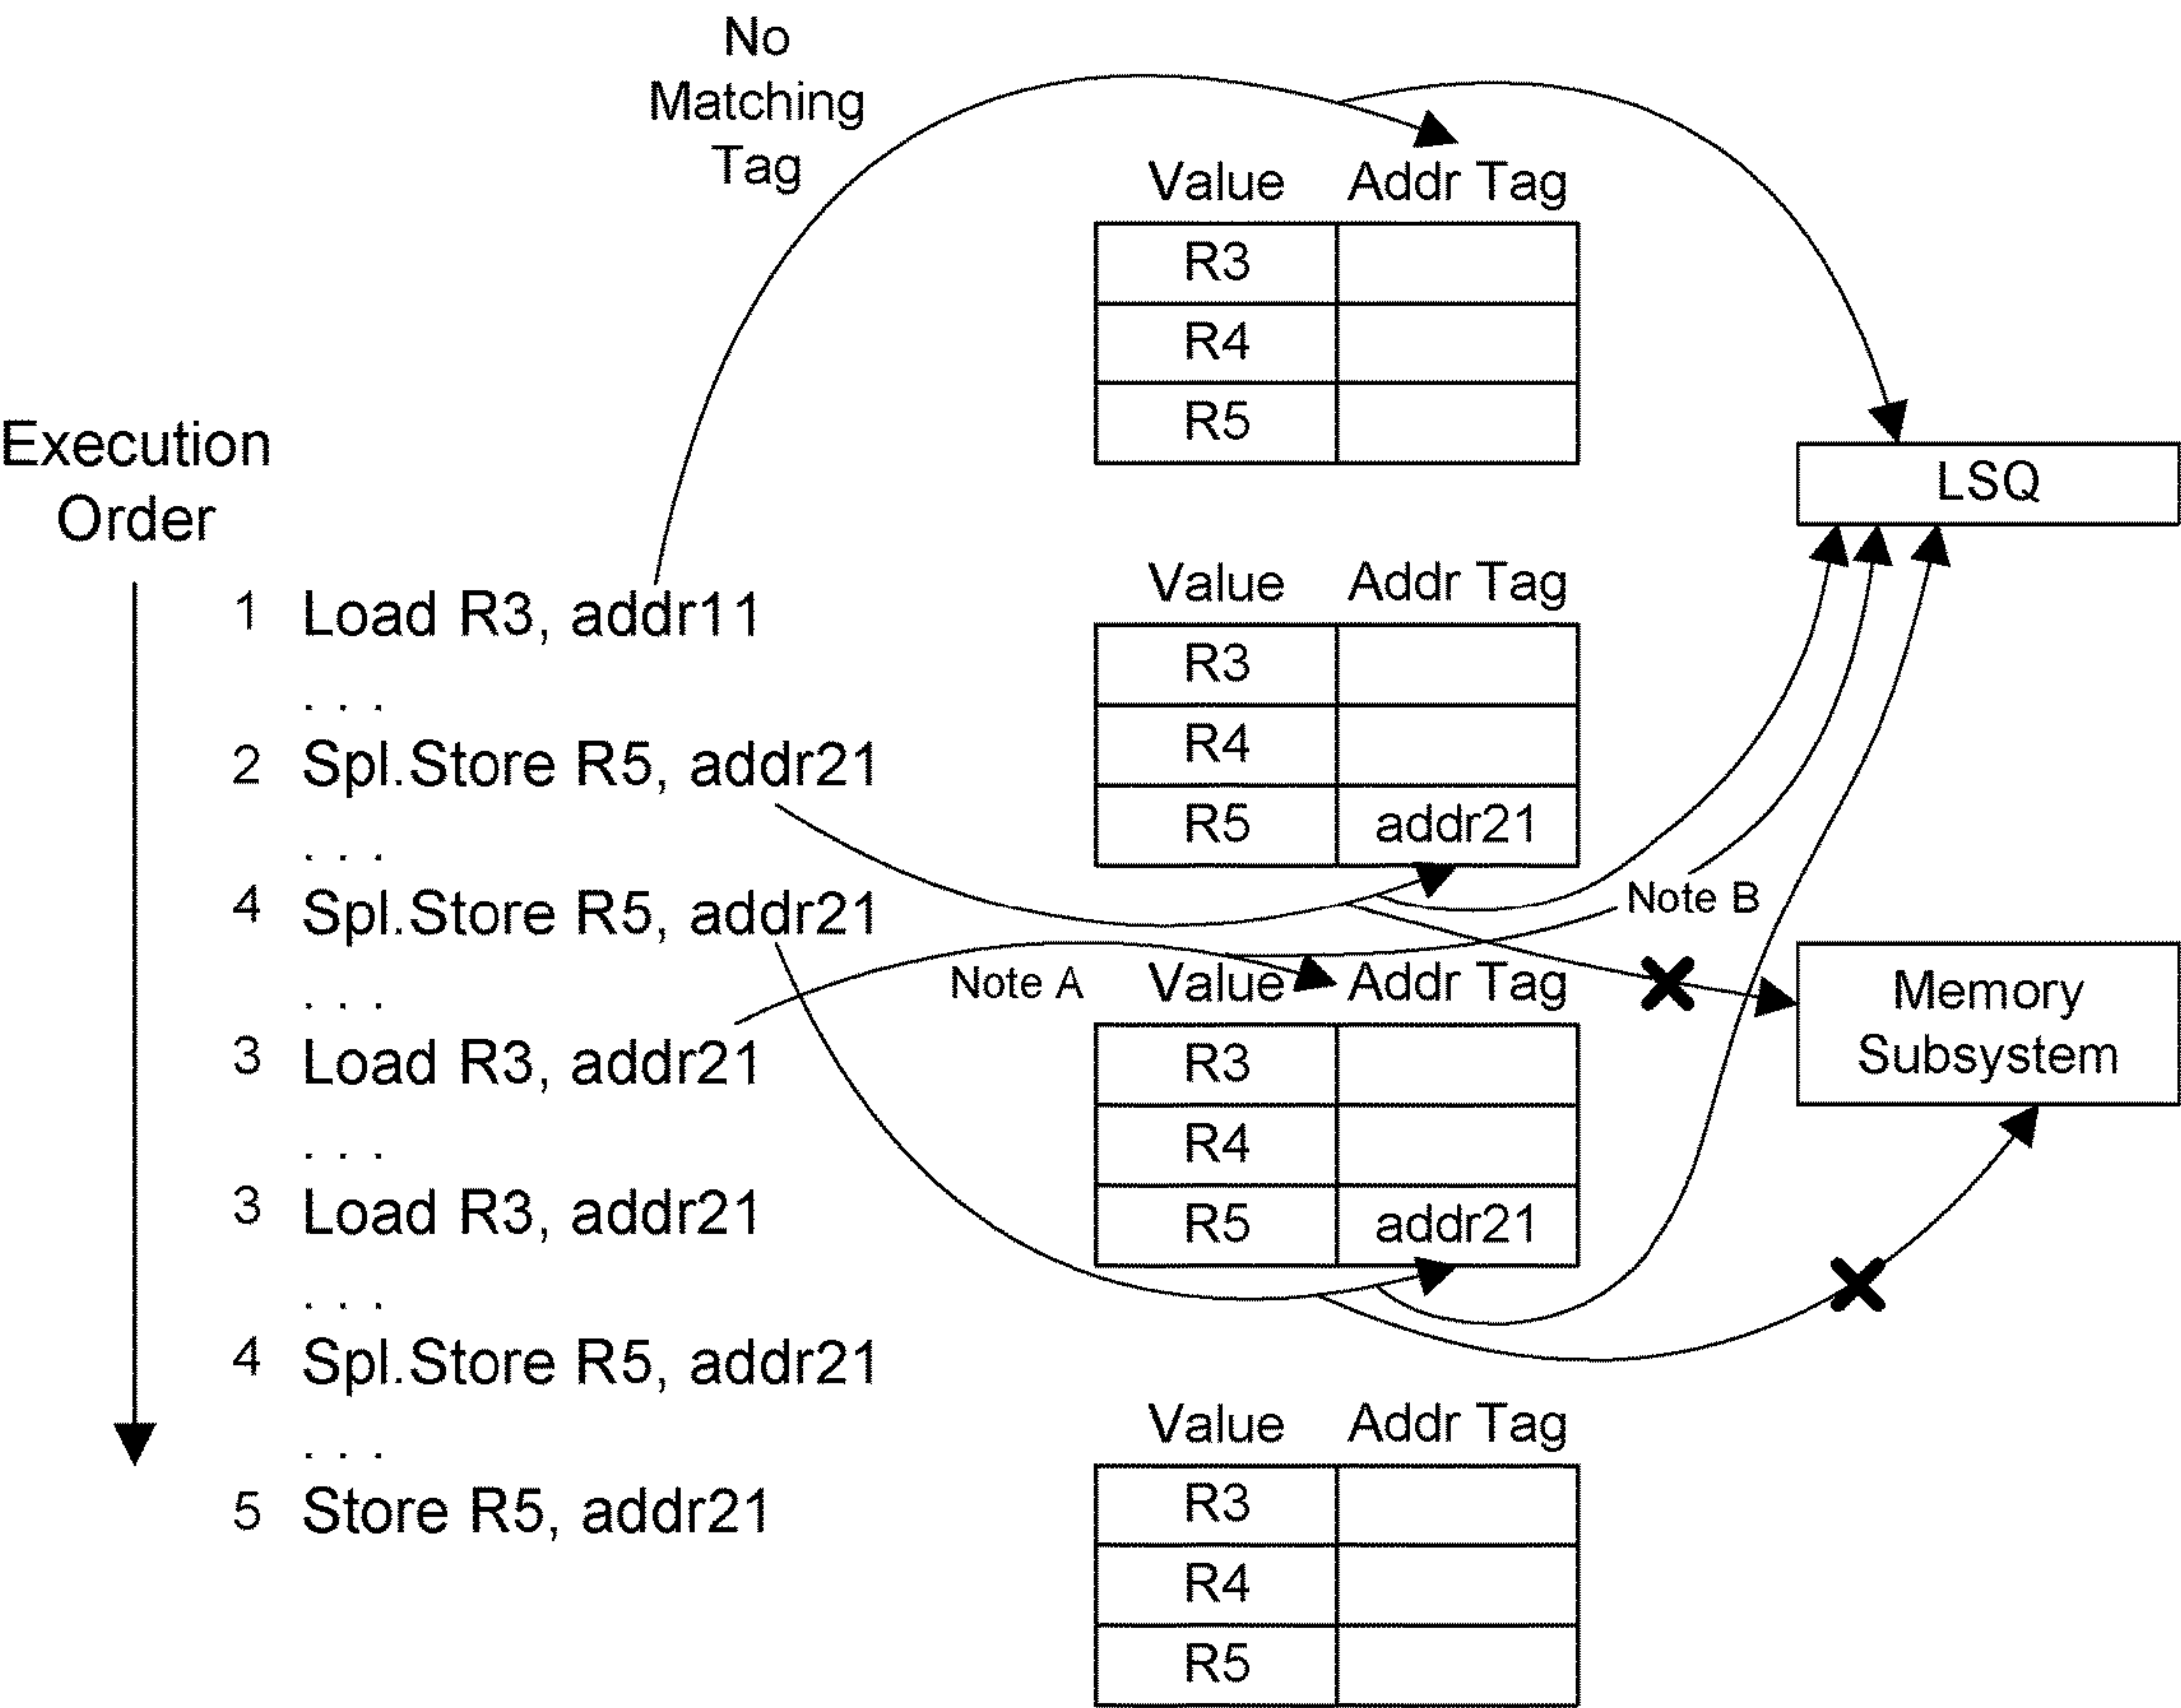 No
Matching
Tag
Value Addr Tag
R3
R4
R5
LSQ
Execution
Order
Value Addr Tag
R3
R4
R5 addr21
1 Load R3, addr11
. . .
2 Spl.Store R5, addr21
. . .
4 Spl.Store R5, addr21
. . .
3 Load R3, addr21
. . .
3 Load R3, addr21
. . .
4 Spl.Store R5, addr21
. . .
5 Store R5, addr21
Note B
Note A
Value Addr Tag
R3
R4
R5 addr21
Memory
Subsystem
Value Addr Tag
R3
R4
R5